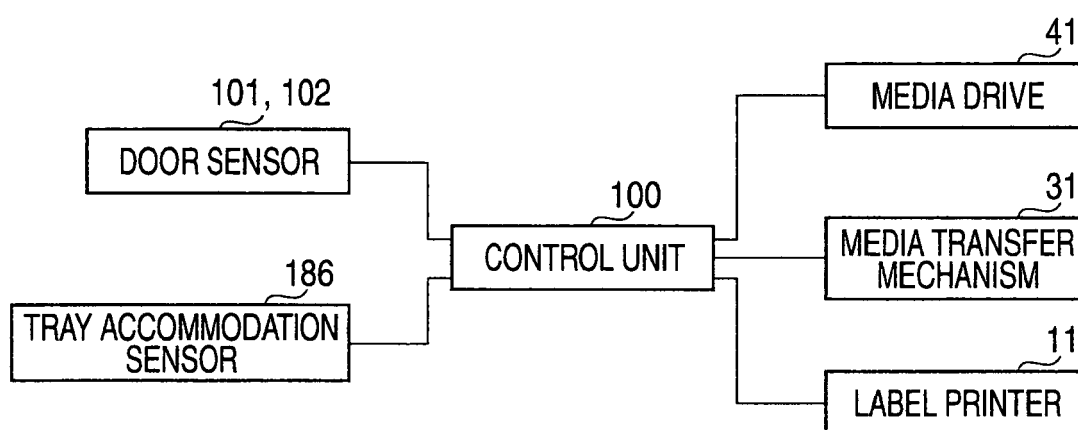 101, 102
DOOR SENSOR
186
TRAY ACCOMMODATION
SENSOR
100
CONTROL UNIT
41
MEDIA DRIVE
31
MEDIA TRANSFER
MECHANISM
11
LABEL PRINTER